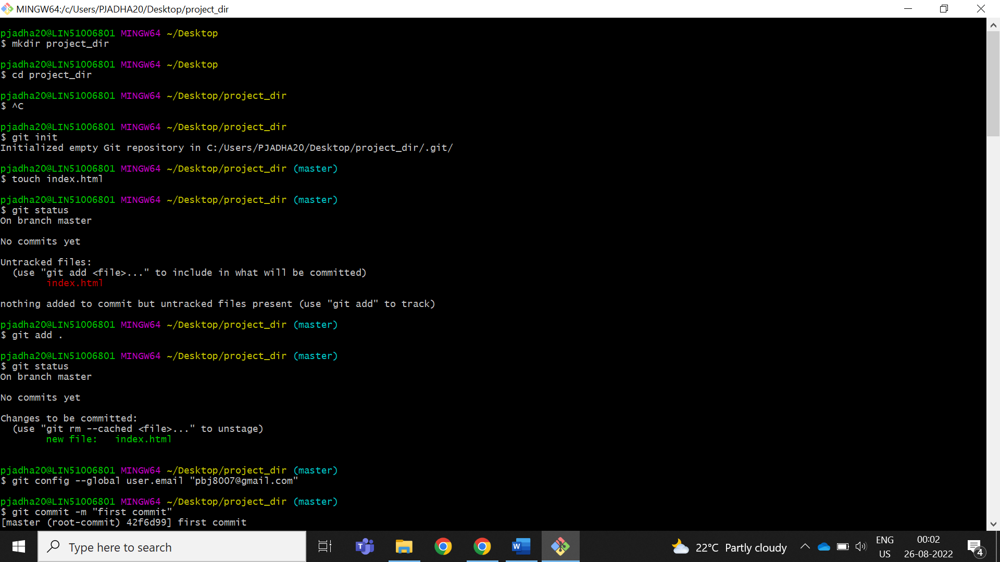 MINGW64:/c/Users/PJADHA20/Desktop/project_dir
pjadha20@LIN51006801 MINGW64 ~/Desktop
$ mkdir project_dir
pjadha20@LIN51006801 MINGW64 ~/Desktop
$ cd project_dir
pjadha20@LIN51006801 MINGW64 ~/Desktop/project_dir
$ ^C
pjadha20@LIN51006801 MINGW64 ~/Desktop/project_dir
$ git init
Initialized empty Git repository in C:/Users/PJADHA20/Desktop/project_dir/.git/
pjadha20@LIN51006801 MINGW64 ~/Desktop/project_dir (master)
$ touch index.html
pjadha20@LIN51006801 MINGW64 ~/Desktop/project_dir (master)
$ git status
On branch master
No commits yet
Untracked files:
(use "git add <file>..." to include in what will be committed)
index.html
nothing added to commit but untracked files present (use "git add" to track)
pjadha20@LIN51006801 MINGW64 ~/Desktop/project_dir (master)
$ git add .
pjadha20@LIN51006801 MINGW64 ~/Desktop/project_dir (master)
$ git status
On branch master
No commits yet
Changes to be committed:
(use "git rm --cached <file>..." to unstage)
new file:   index.html
pjadha20@LIN51006801 MINGW64 ~/Desktop/project_dir (master)
$ git config --global user.email "pbj8007@gmail.com"
pjadha20@LIN51006801 MINGW64 ~/Desktop/project_dir (master)
$ git commit -m "first commit"
[master (root-commit) 42f6d99] first commit
Type here to search
22°C Partly cloudy
ENG
US
00:02
26-08-2022
4